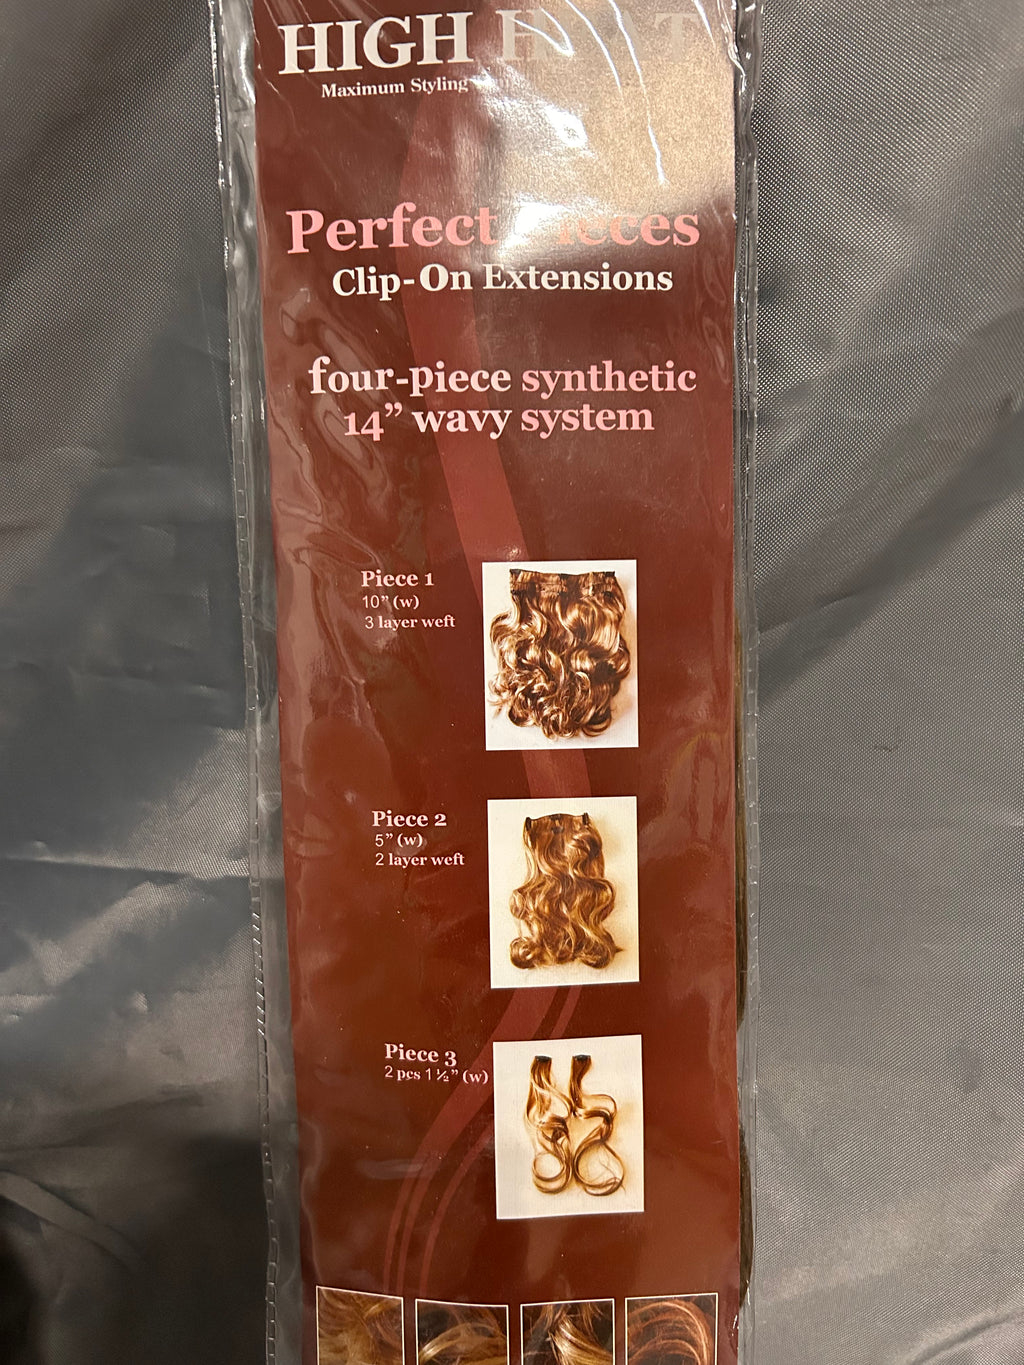 HIGH
Maximum Styling
Perfect
Clip-On Extensions
four-piece synthetic
14” wavy system
Piece 1
10” (w)
3 layer weft
Piece 2
5” (w)
2 layer weft
Piece 3
2 pcs 1 ½” (w)